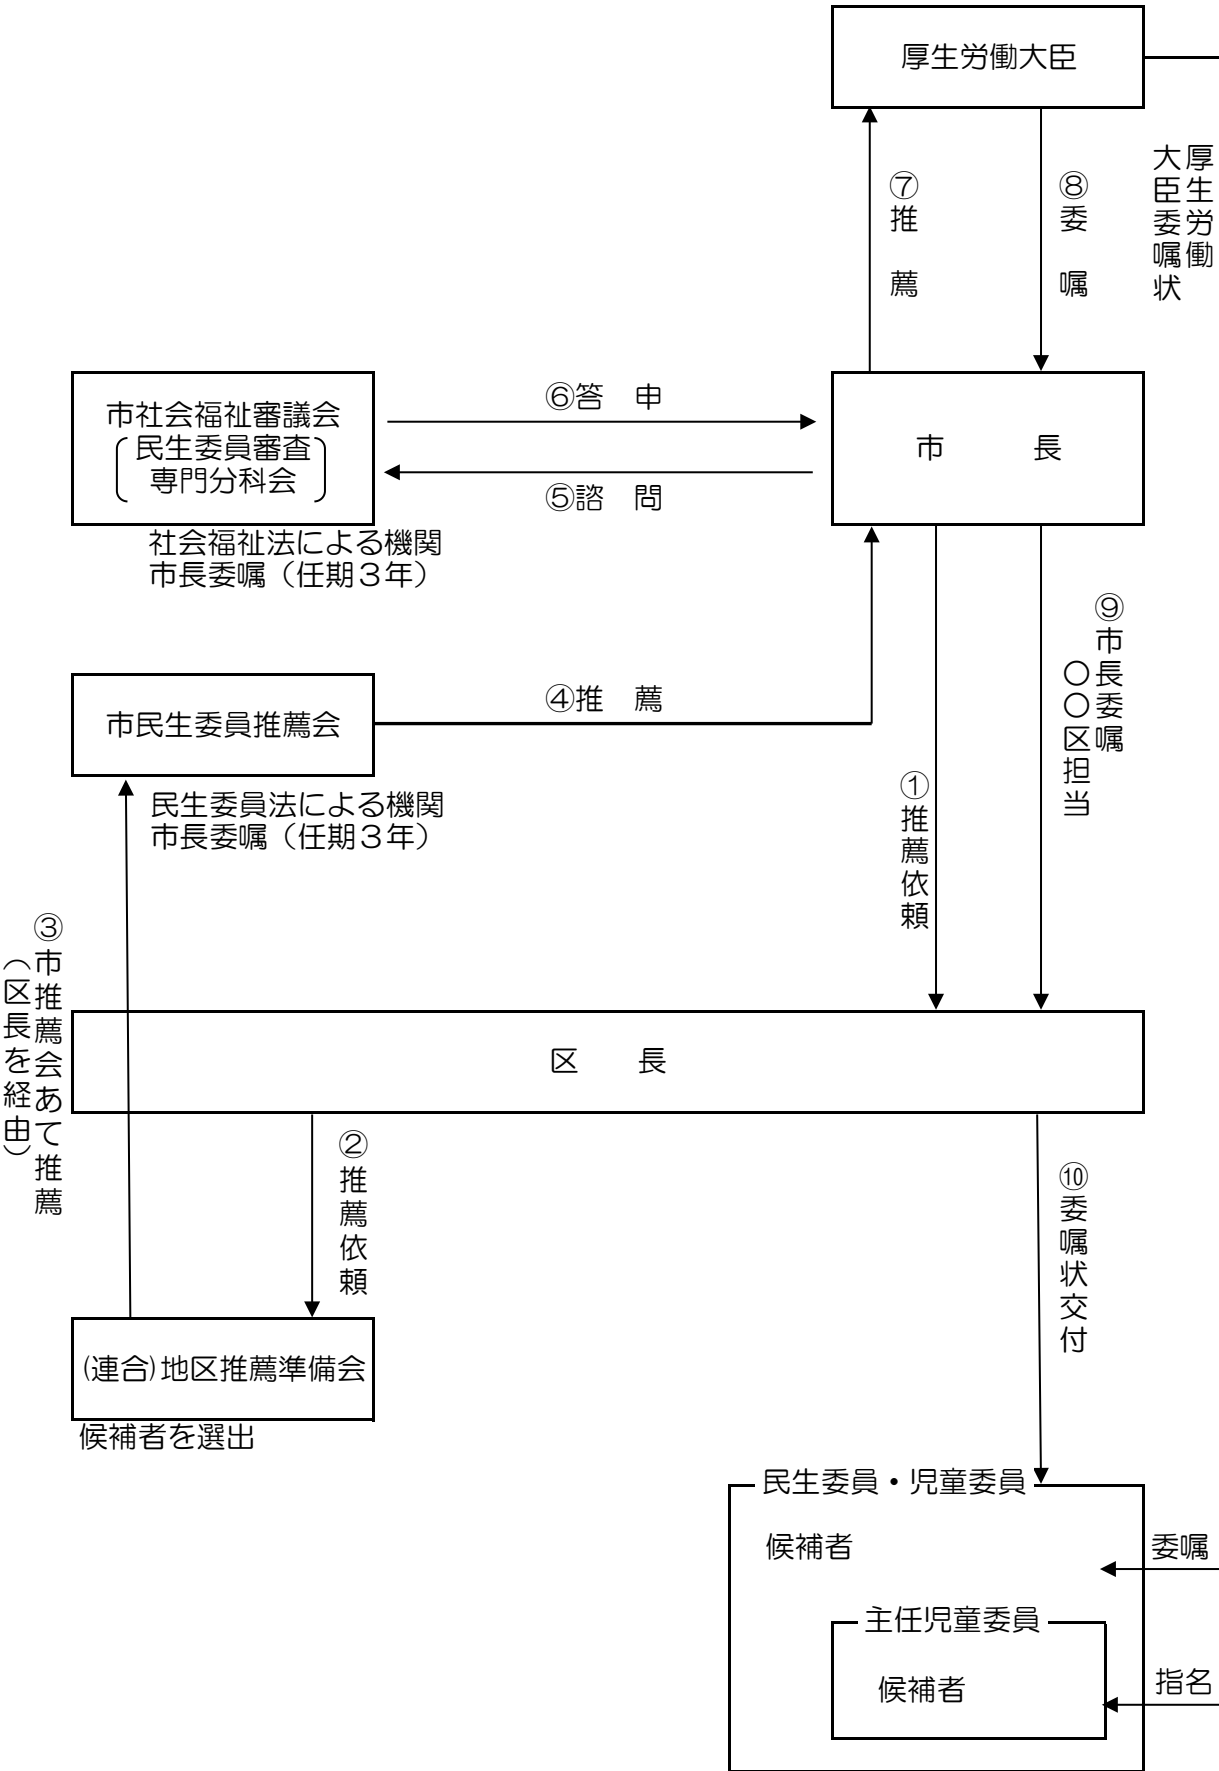 厚生労働大臣
厚生労働
大臣委嘱状
⑦推　薦
⑧委　嘱
市社会福祉審議会
民生委員審査
専門分科会
社会福祉法による機関
市長委嘱（任期３年）
⑥答　申
⑤諮　問
市　　　長
市民生委員推薦会
民生委員法による機関
市長委嘱（任期３年）
④推　薦
①推薦依頼
⑨市長委嘱
〇〇区担当
③市推薦会あて推薦
（区長を経由）
区　　長
②推薦依頼
⑩委嘱状交付
(連合)地区推薦準備会
候補者を選出
民生委員・児童委員
候補者
委嘱
主任児童委員
候補者
指名